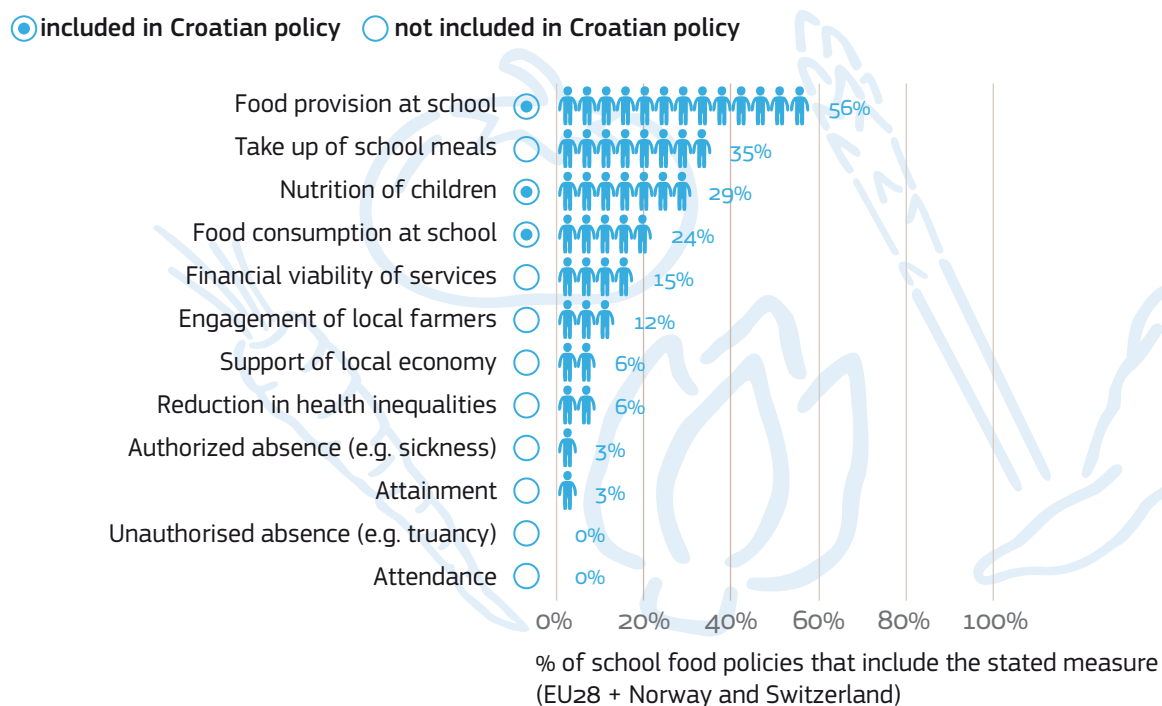 included in Croatian policy not included in Croatian policy
Food provision at school 56%
Take up of school meals 35%
Nutrition of children 29%
Food consumption at school 24%
Financial viability of services 15%
Engagement of local farmers 12%
Support of local economy 6%
Reduction in health inequalities 6%
Authorized absence (e.g. sickness) 3%
Attainment 3%
Unauthorised absence (e.g. truancy) 0%
Attendance 0%
0% 20% 40% 60% 80% 100%
% of school food policies that include the stated measure
(EU28 + Norway and Switzerland)